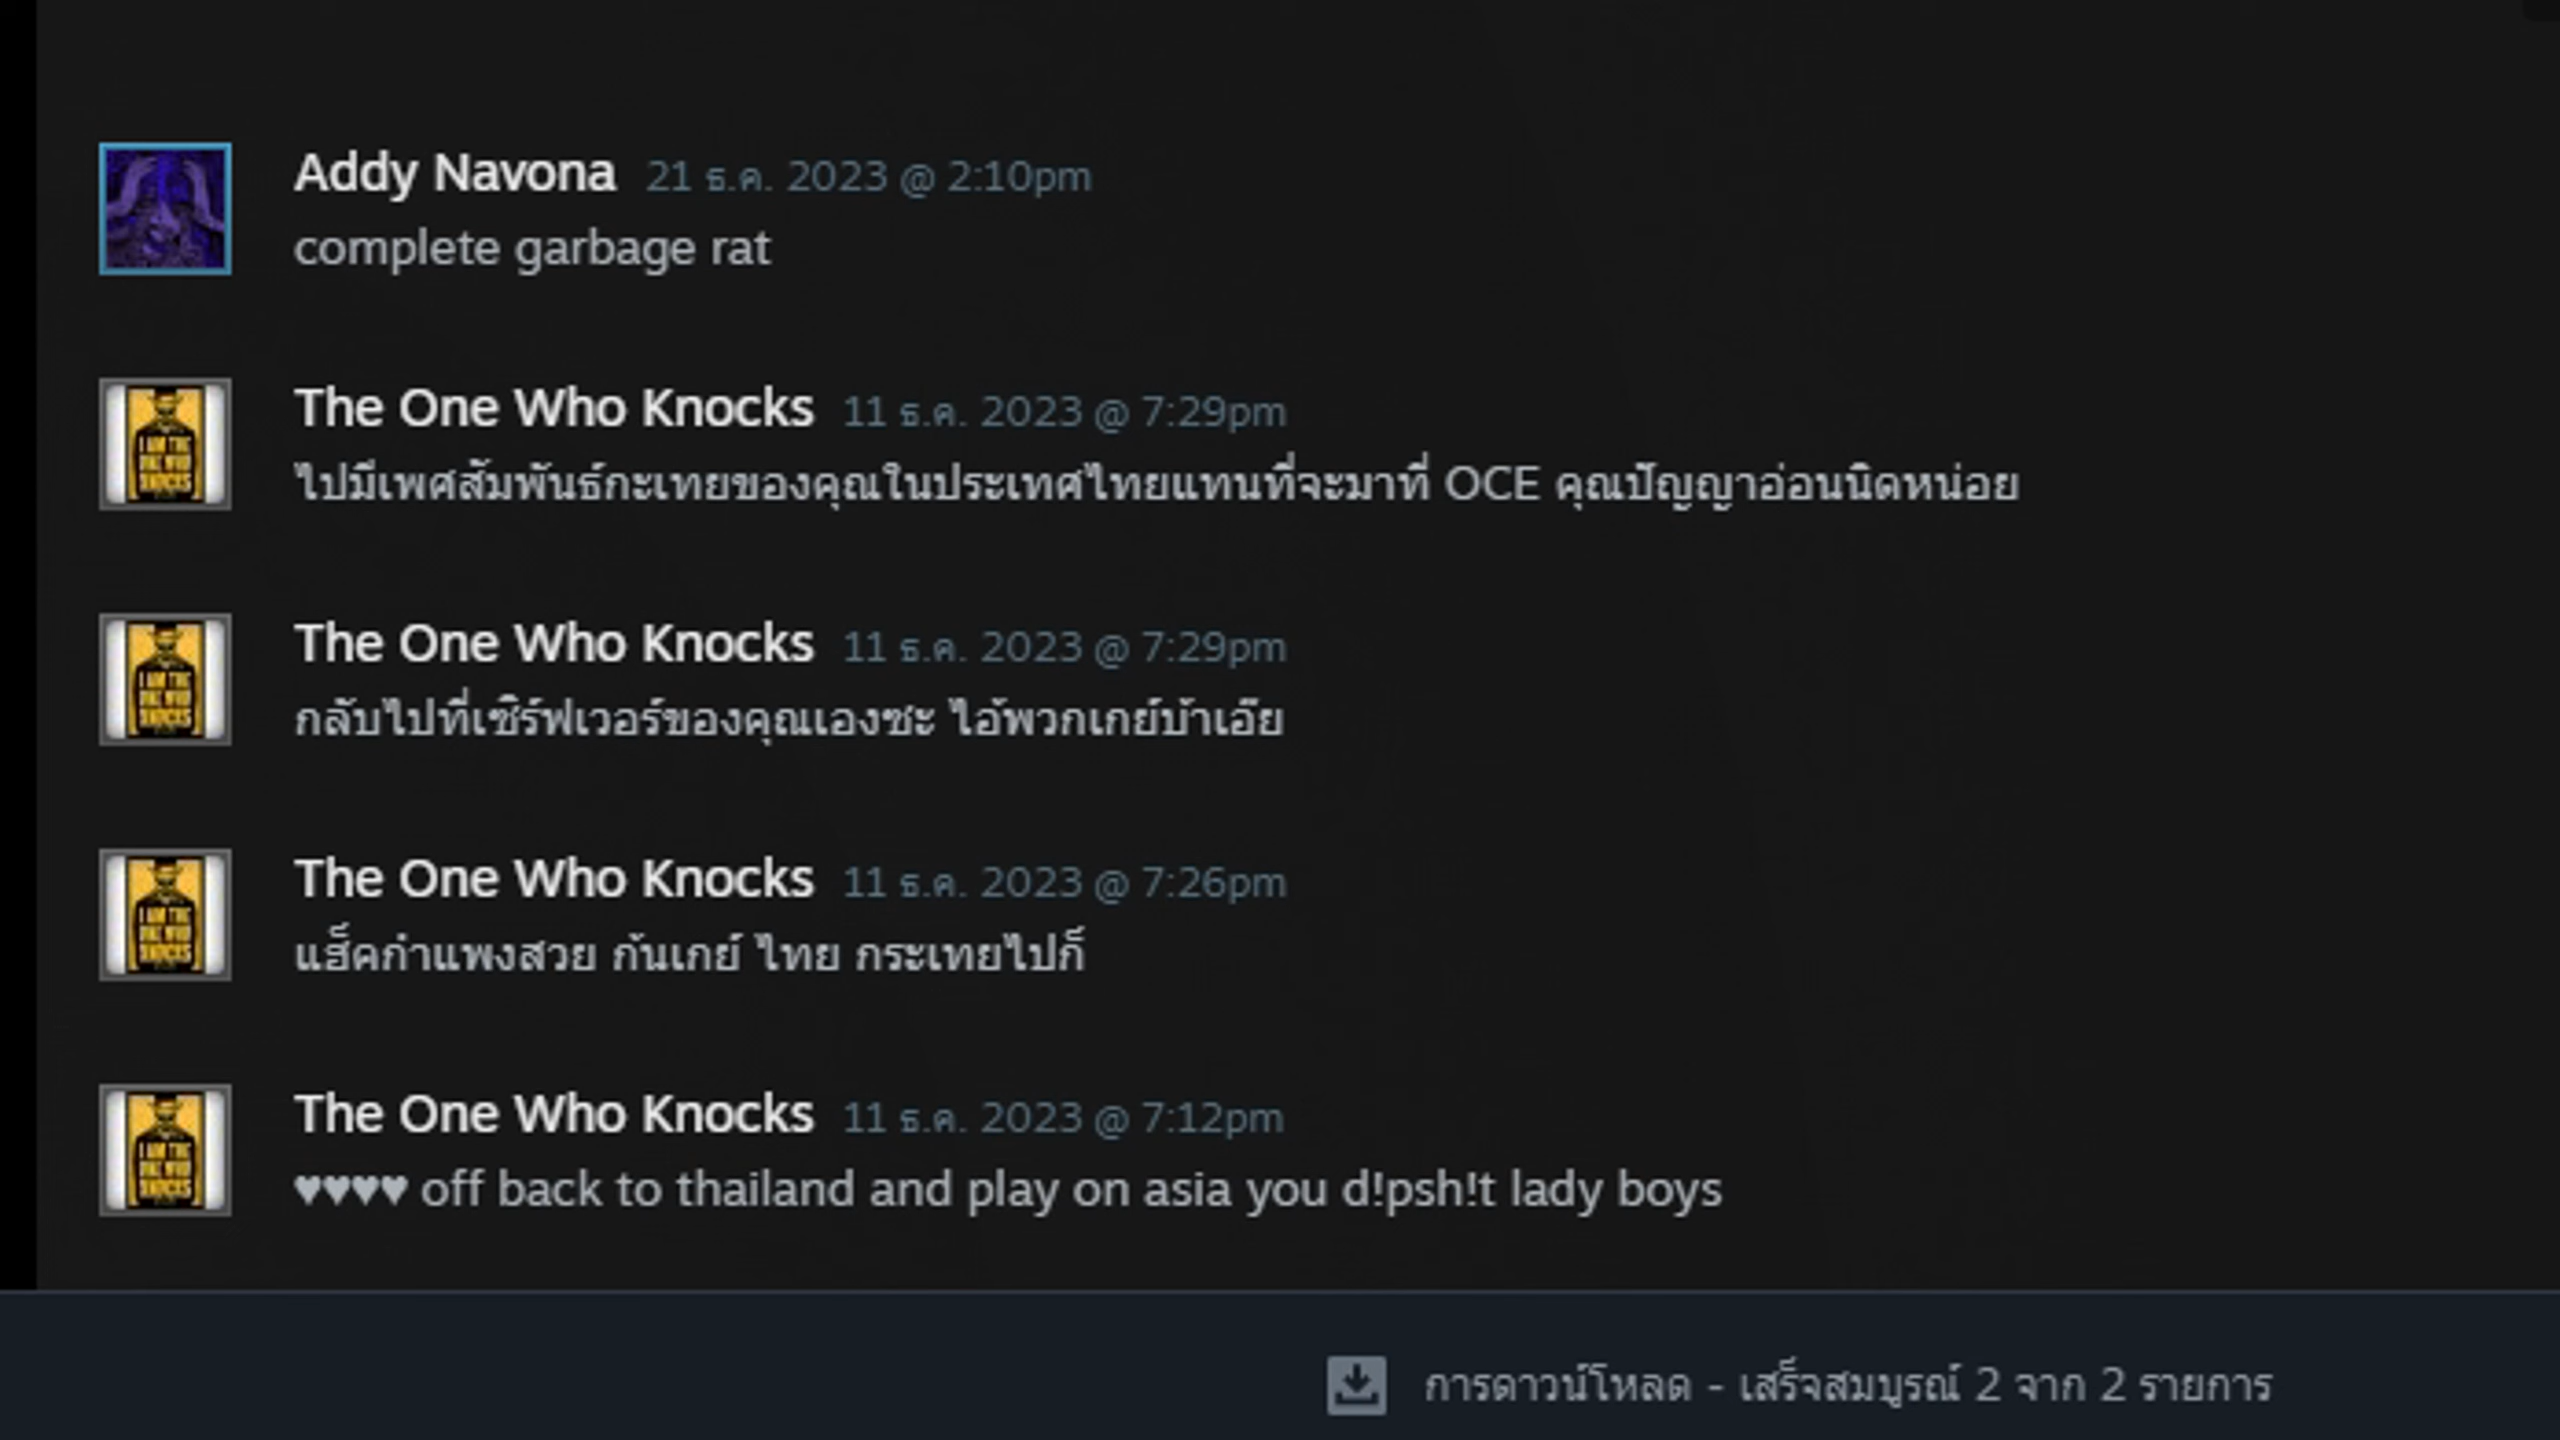 Addy Navona 21 ธ.ค. 2023 @ 2:10pm
complete garbage rat
The One Who Knocks 11 ธ.ค. 2023 @ 7:29pm
ไปมีเพศสัมพันธ์กะเทยของคุณในประเทศไทยแทนที่จะมาที่ OCE คุณปัญญาอ่อนนิดหน่อย
The One Who Knocks 11 ธ.ค. 2023 @ 7:29pm
กลับไปที่เซิร์ฟเวอร์ของคุณเองซะ ไอ้พวกเกย์บ้าเอ๊ย
The One Who Knocks 11 ธ.ค. 2023 @ 7:26pm
แฮ็คกำแพงสวย กันเกย์ ไทย กระเทยไปก็
The One Who Knocks 11 ธ.ค. 2023 @ 7:12pm
♥♥♥♥ off back to thailand and play on asia you d!psh!t lady boys
การดาวน์โหลด - เสร็จสมบูรณ์ 2 จาก 2 รายการ